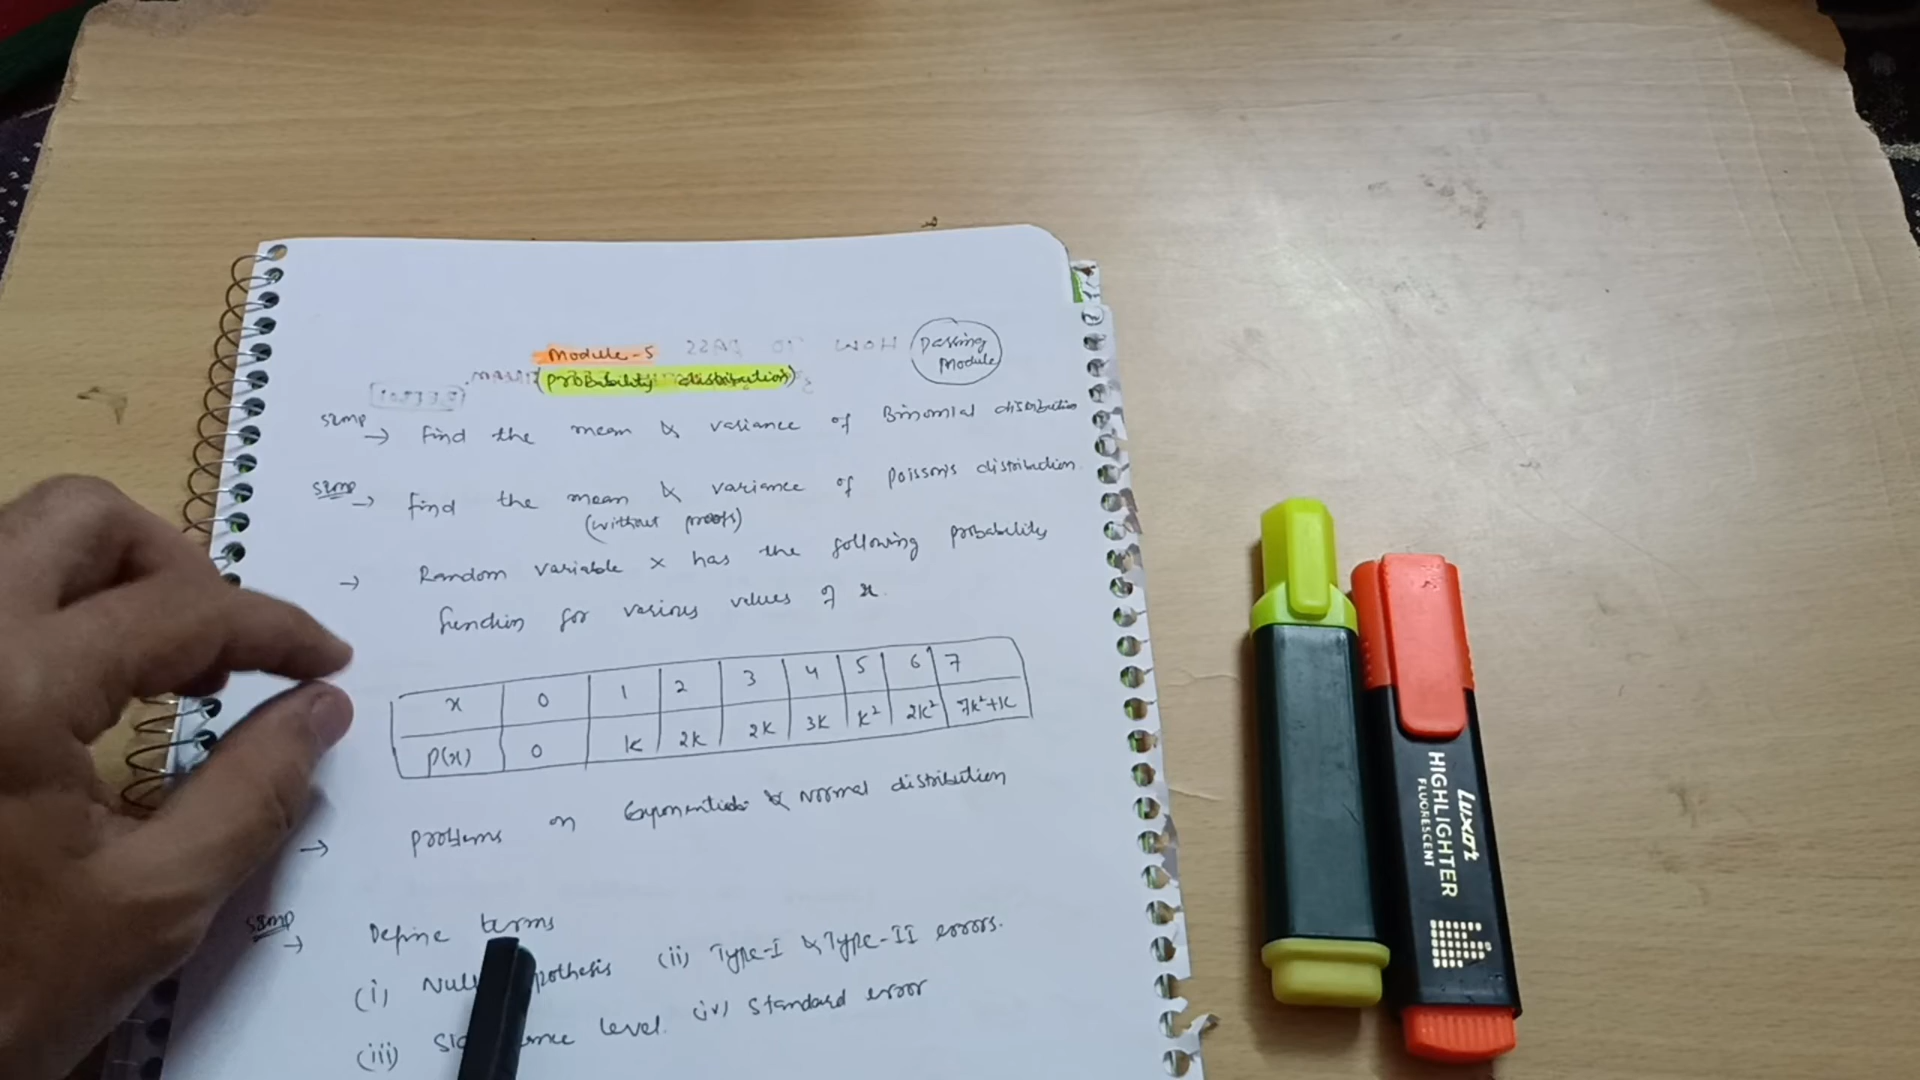 Module-5
(probability distribution)
Passing
Module
→ Find the mean & variance of Binomial distribution
→ find the mean & variance of poisson's distribution.
(without proofs)
→ Random variable x has the following probability
function for various values of x.
x 0 1 2 3 4 5 6 7
P(x) 0 K 2K 2K 3K K² 2K² 7K²+K
→ problems on Exponential & Normal distribution
→ Define terms
(i) Null (ii) Type-I & Type-II errors.
(iii) level. (iv) standard error
Luxor
HIGHLIGHTER
FLUORESCENT